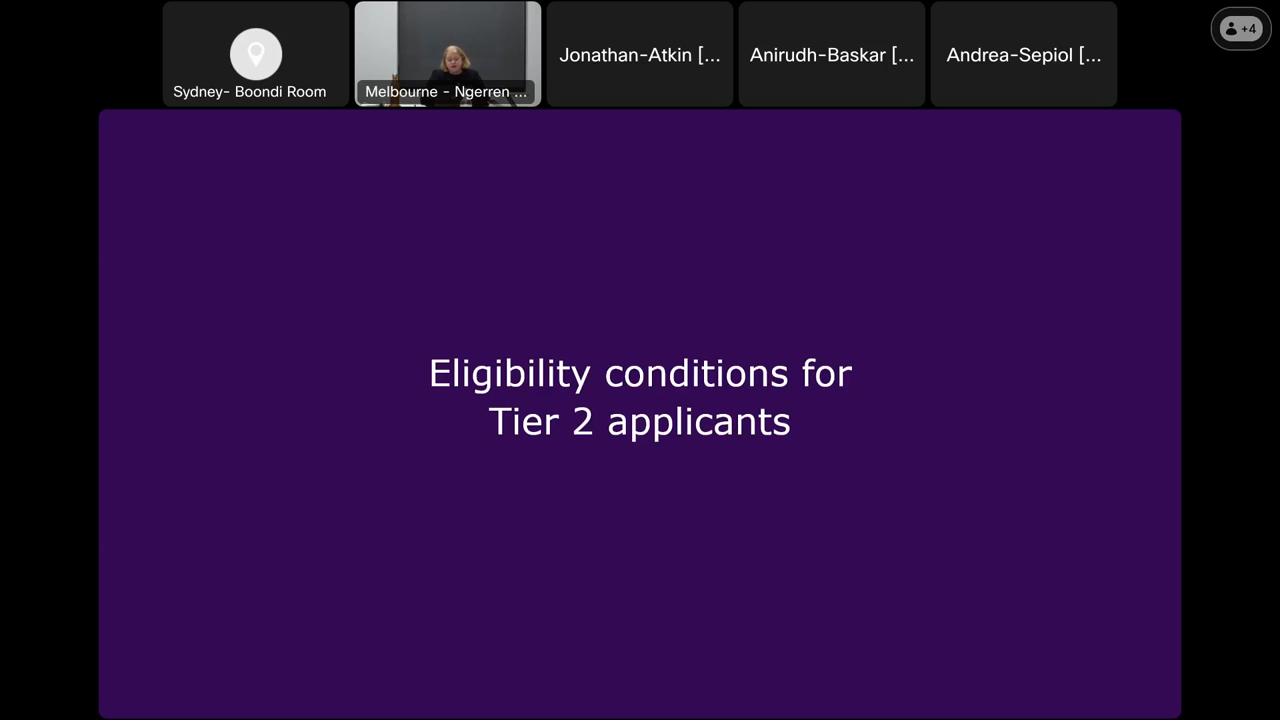 Sydney- Boondi Room
Melbourne - Ngerren ...
Jonathan-Atkin [...
Anirudh-Baskar [...
Andrea-Sepiol [...
+4
Eligibility conditions for
Tier 2 applicants